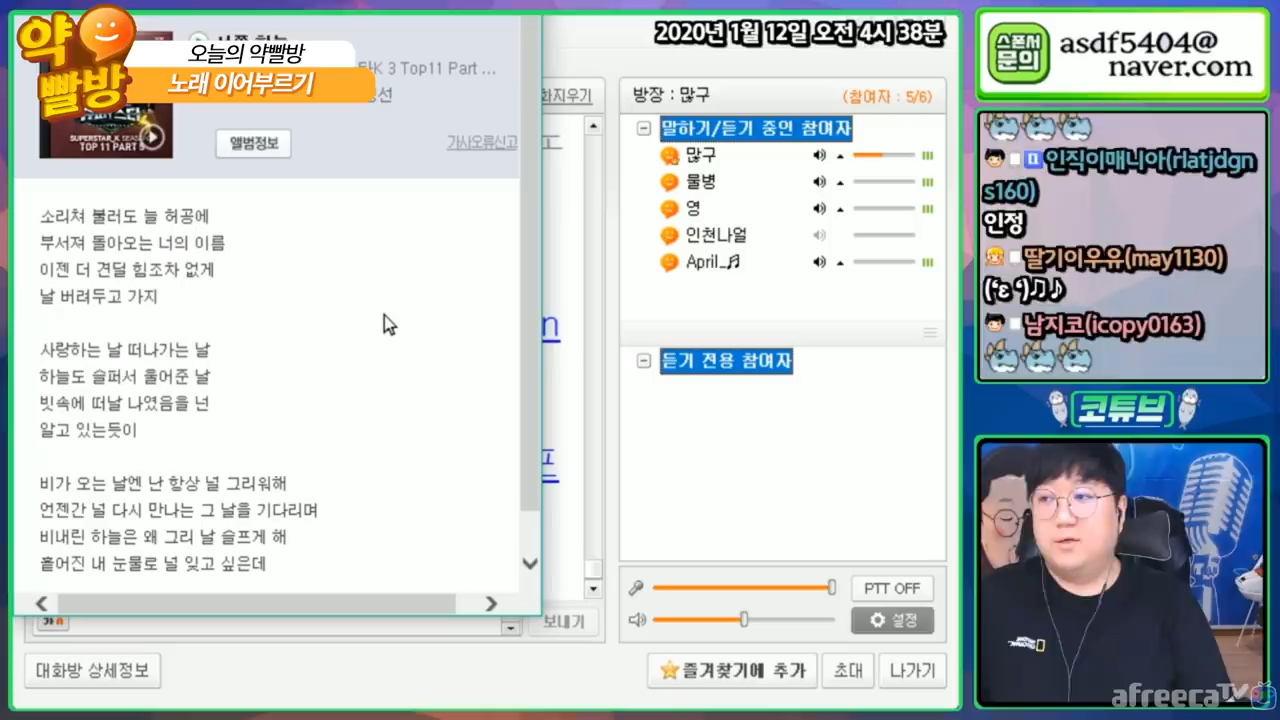 약빨방
오늘의 약빨방
노래 이어부르기
K 3 Top11 Part ...
SUPERSTAR_K
TOP 11 PART 5
앨범정보
가사오류신고
소리쳐 불러도 늘 허공에
부서져 돌아오는 너의 이름
이젠 더 견딜 힘조차 없게
날 버려두고 가지
사랑하는 날 떠나가는 날
하늘도 슬퍼서 울어준 날
빗속에 떠날 나였음을 넌
알고 있는듯이
비가 오는 날엔 난 항상 널 그리워해
언젠간 널 다시 만나는 그 날을 기다리며
비내린 하늘은 왜 그리 날 슬프게 해
흩어진 내 눈물로 널 잊고 싶은데
화지우기
보내기
대화방 상세정보
2020년 1월 12일 오전 4시 38분
방장 : 많구
(참여자 : 5/6)
말하기/듣기 중인 참여자
많구
물병
영
인천나얼
April_♬
듣기 전용 참여자
PTT OFF
설정
즐겨찾기에 추가
초대
나가기
스폰서
문의
asdf5404@
naver.com
인직이매니아(rlatjdgn
s160)
인정
딸기이우유(may1130)
(‘ε ‘)♫♪
남지코(icopy0163)
코튜브
afreecaTV